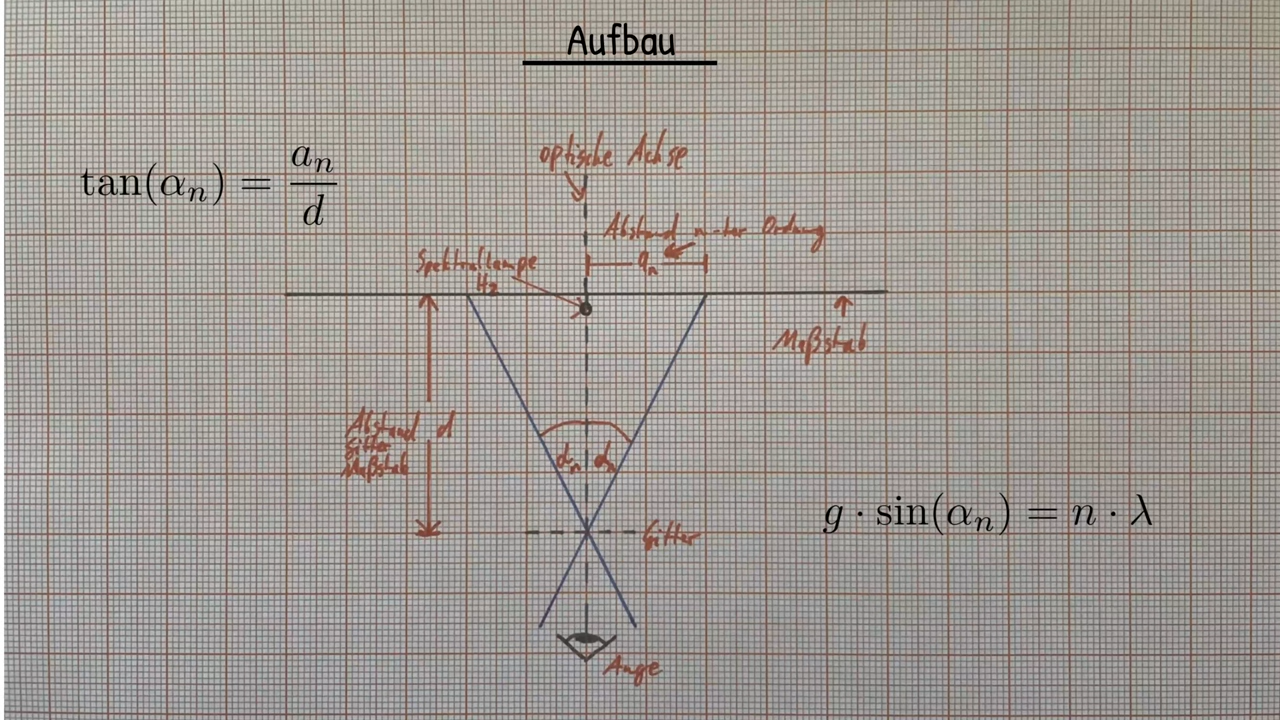 Aufbau
optische Achse
tan(αₙ) = aₙ/d
Abstand n-ter Ordnung
aₙ
Spektrallampe
H₂
Maßstab
Abstand d
Gitter
Maßstab
αₙ αₙ
g · sin(αₙ) = n · λ
Gitter
Auge